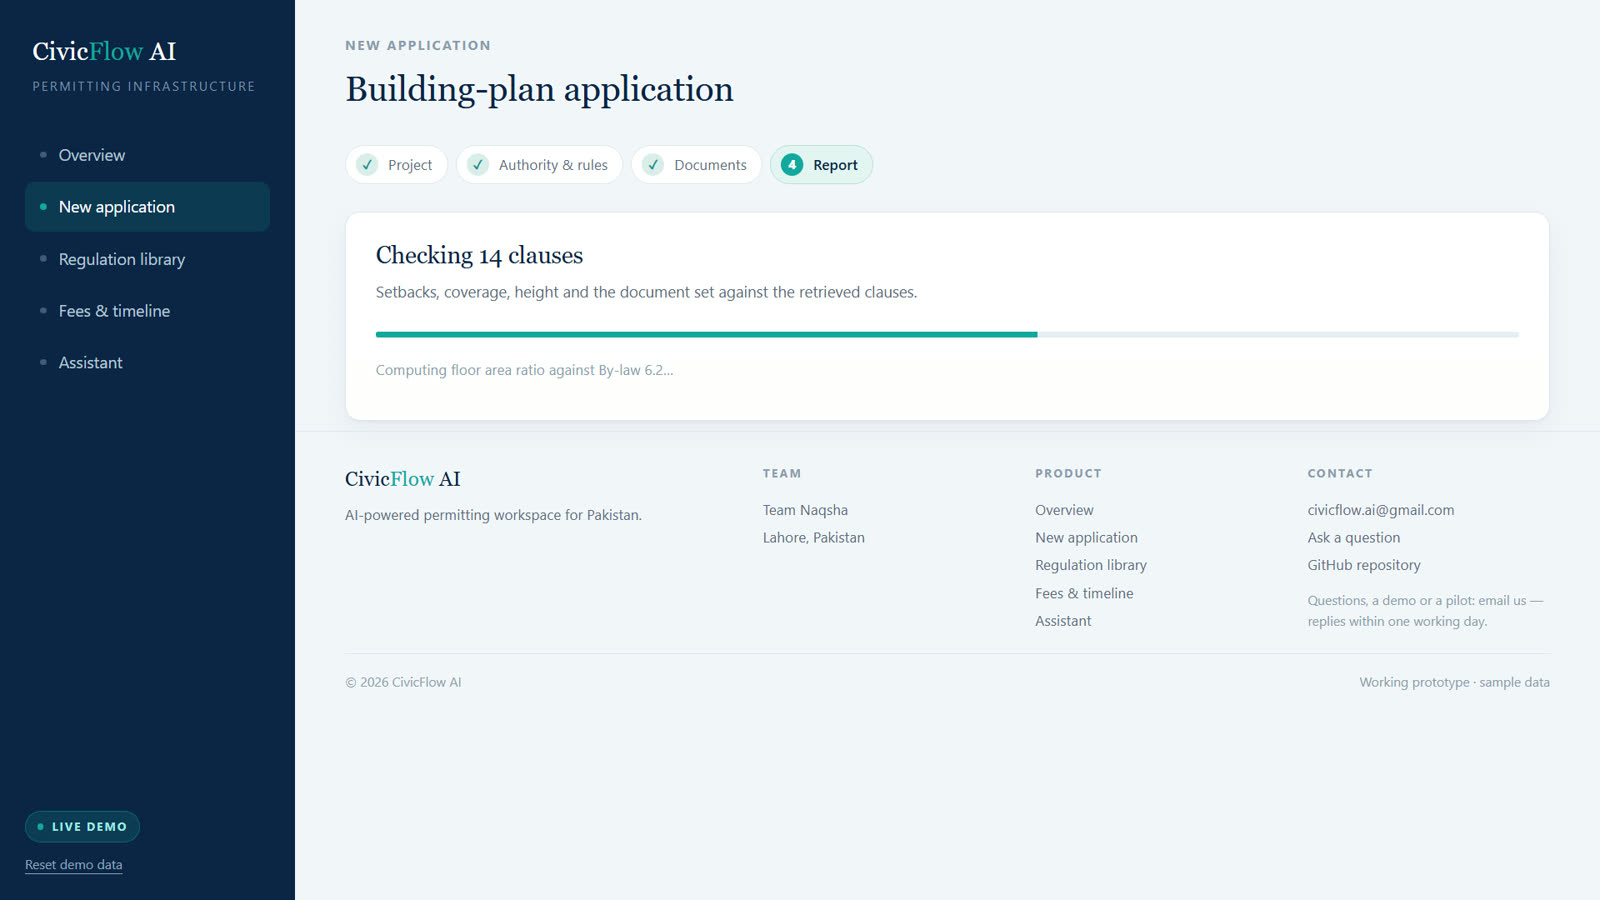 CivicFlow AI
PERMITTING INFRASTRUCTURE
Overview
New application
Regulation library
Fees & timeline
Assistant
LIVE DEMO
Reset demo data
NEW APPLICATION
Building-plan application
✓ Project
✓ Authority & rules
✓ Documents
4 Report
Checking 14 clauses
Setbacks, coverage, height and the document set against the retrieved clauses.
Computing floor area ratio against By-law 6.2...
CivicFlow AI
AI-powered permitting workspace for Pakistan.
TEAM
Team Naqsha
Lahore, Pakistan
PRODUCT
Overview
New application
Regulation library
Fees & timeline
Assistant
CONTACT
civicflow.ai@gmail.com
Ask a question
GitHub repository
Questions, a demo or a pilot: email us —
replies within one working day.
© 2026 CivicFlow AI
Working prototype · sample data